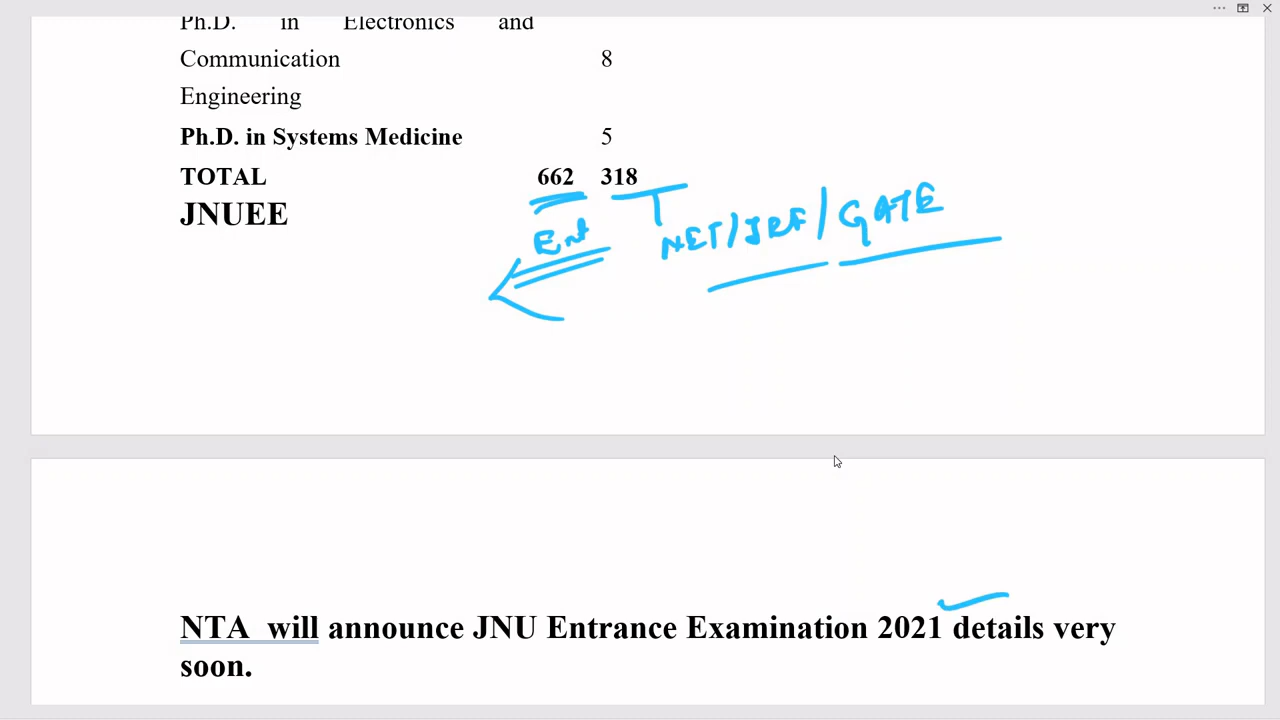 Ph.D. in Electronics and
Communication 8
Engineering
Ph.D. in Systems Medicine 5
TOTAL 662 318
JNUEE
Ent NET/JRF/GATE
NTA will announce JNU Entrance Examination 2021 details very
soon.